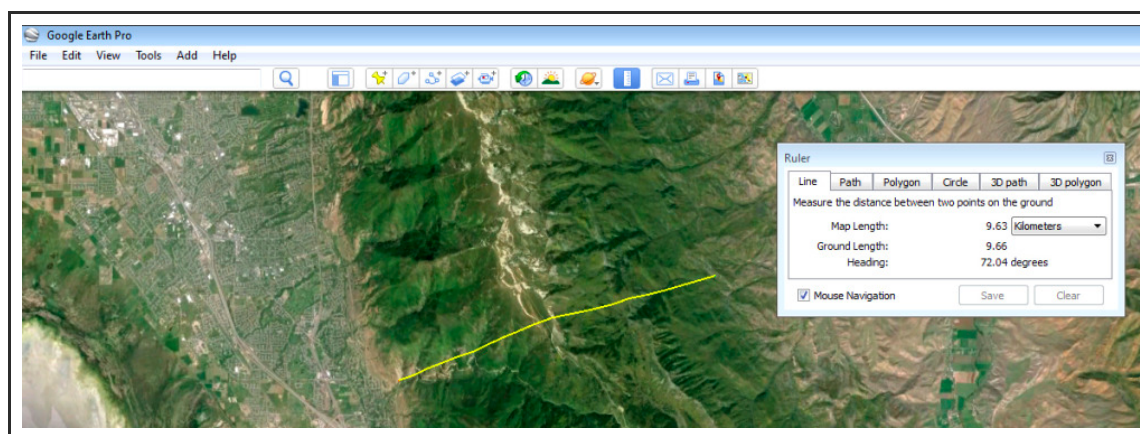 Google Earth Pro
File Edit View Tools Add Help
Ruler
Line Path Polygon Circle 3D path 3D polygon
Measure the distance between two points on the ground
Map Length: 9.63 Kilometers
Ground Length: 9.66
Heading: 72.04 degrees
Mouse Navigation Save Clear